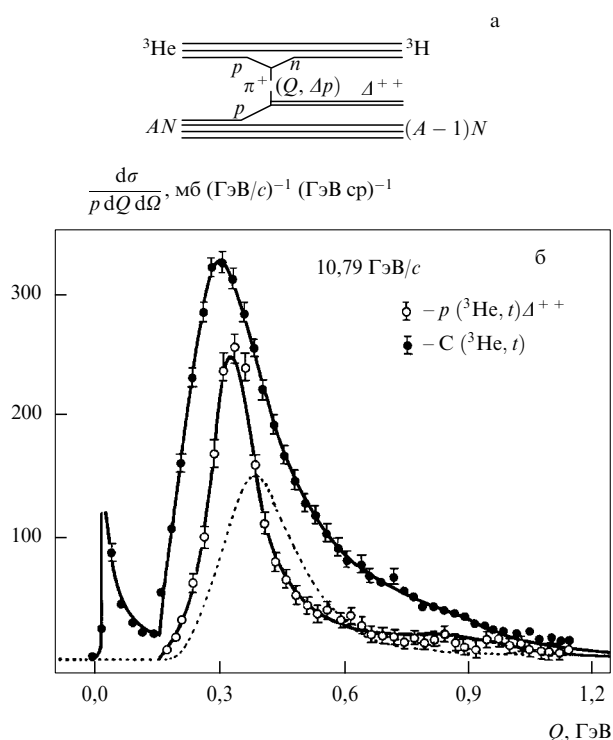 а
³He ³H
p n
π⁺ (Q, Δp) Δ⁺⁺
p
AN (A − 1)N
dσ / p dQ dΩ, мб (ГэВ/c)⁻¹ (ГэВ ср)⁻¹
10,79 ГэВ/c б
– p (³He, t)Δ⁺⁺
– C (³He, t)
300
200
100
0,0 0,3 0,6 0,9 1,2
Q, ГэВ